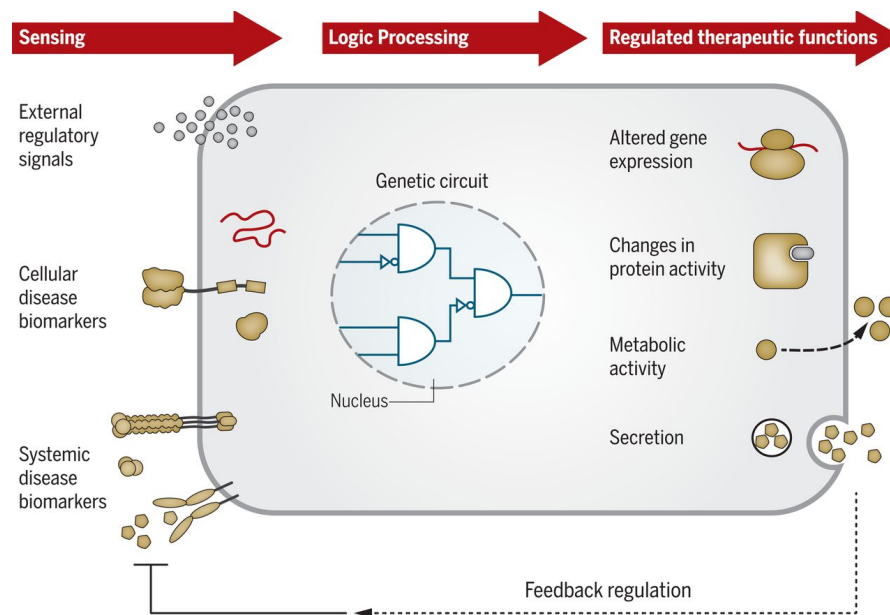 Sensing
Logic Processing
Regulated therapeutic functions
External
regulatory
signals
Cellular
disease
biomarkers
Systemic
disease
biomarkers
Genetic circuit
Nucleus
Altered gene
expression
Changes in
protein activity
Metabolic
activity
Secretion
Feedback regulation